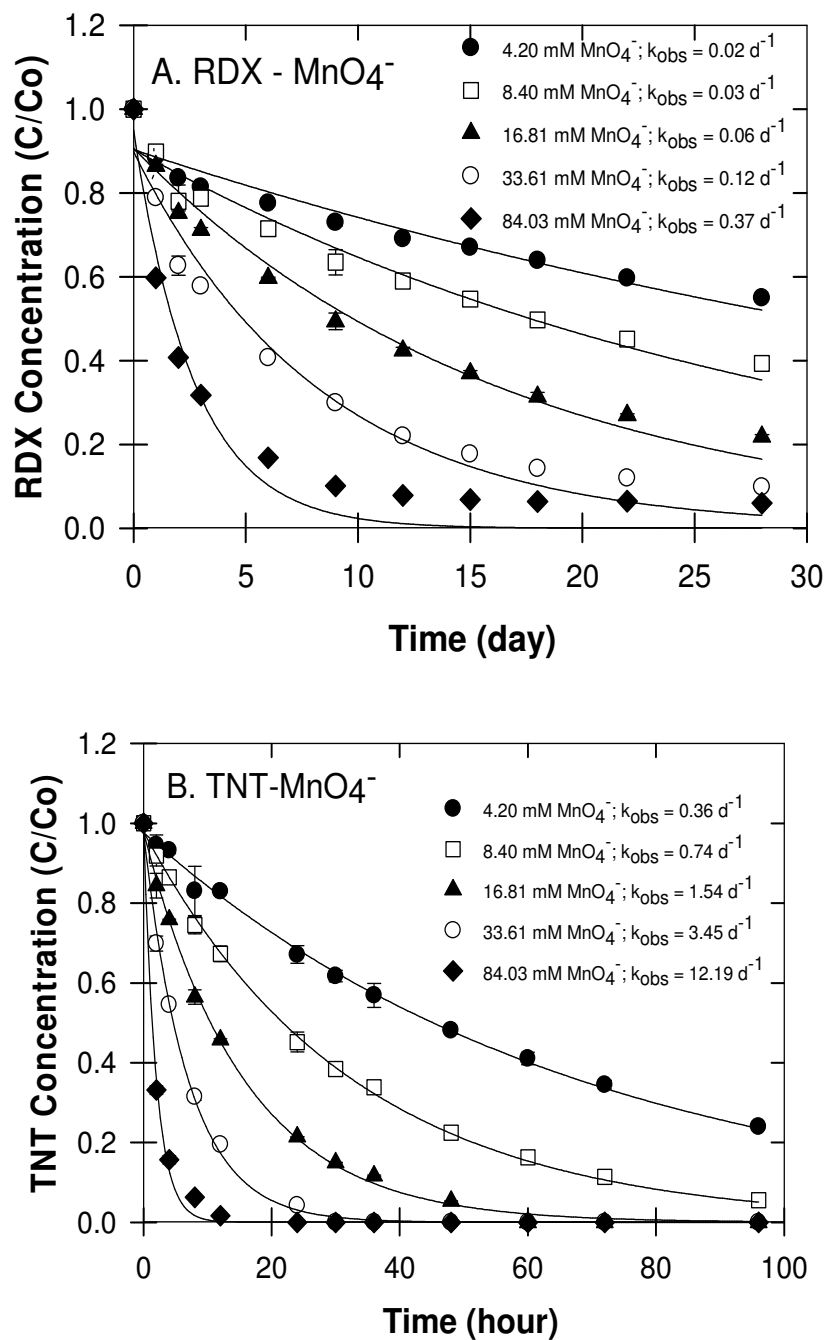 A. RDX - MnO4-
4.20 mM MnO4-; kobs = 0.02 d-1
8.40 mM MnO4-; kobs = 0.03 d-1
16.81 mM MnO4-; kobs = 0.06 d-1
33.61 mM MnO4-; kobs = 0.12 d-1
84.03 mM MnO4-; kobs = 0.37 d-1
RDX Concentration (C/Co)
1.2
1.0
0.8
0.6
0.4
0.2
0.0
0 5 10 15 20 25 30
Time (day)
B. TNT-MnO4-
4.20 mM MnO4-; kobs = 0.36 d-1
8.40 mM MnO4-; kobs = 0.74 d-1
16.81 mM MnO4-; kobs = 1.54 d-1
33.61 mM MnO4-; kobs = 3.45 d-1
84.03 mM MnO4-; kobs = 12.19 d-1
TNT Concentration (C/Co)
1.2
1.0
0.8
0.6
0.4
0.2
0.0
0 20 40 60 80 100
Time (hour)